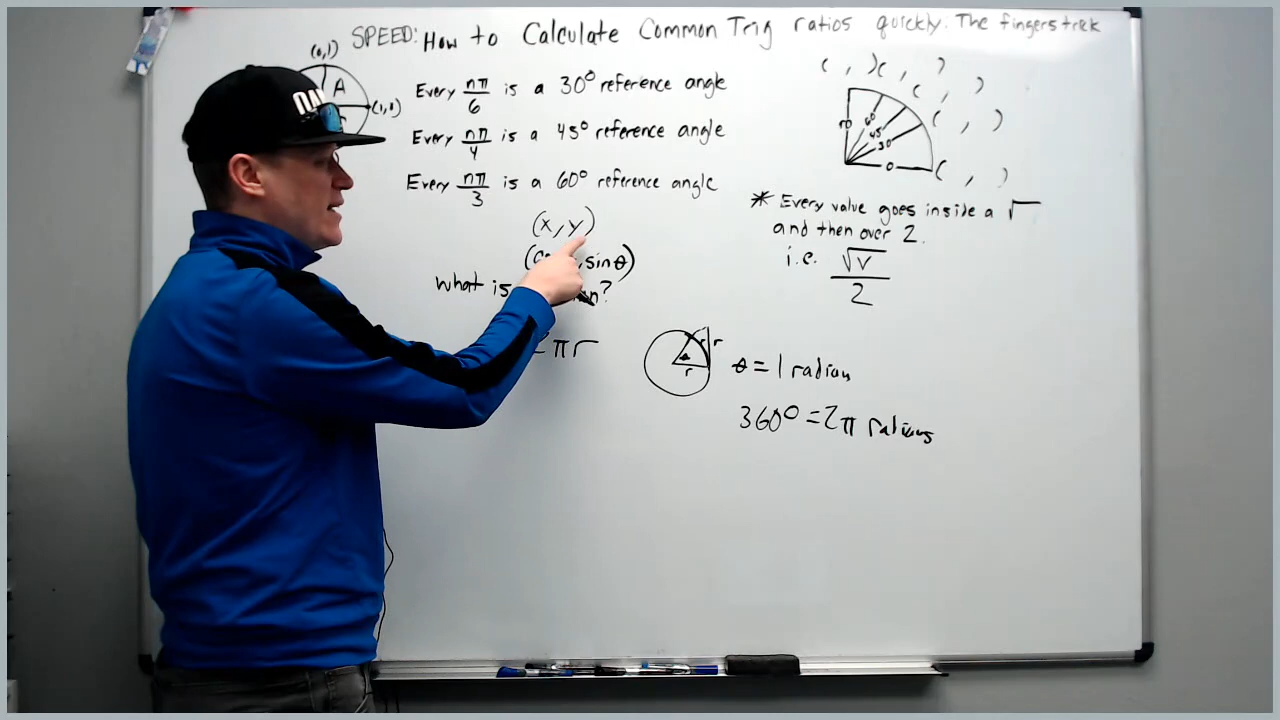 SPEED: How to Calculate Common Trig ratios quickly: The fingers trick
(0,1)
A
(1,0)
Every nπ/6 is a 30° reference angle
Every nπ/4 is a 45° reference angle
Every nπ/3 is a 60° reference angle
(x, y)
, sinθ)
what is
?
πr
( , )( , )
( , )
( , )
( , )
60
45
30
0
* Every value goes inside a √
and then over 2.
i.e. √v/2
r
r
r
θ = 1 radian
360° = 2π radians